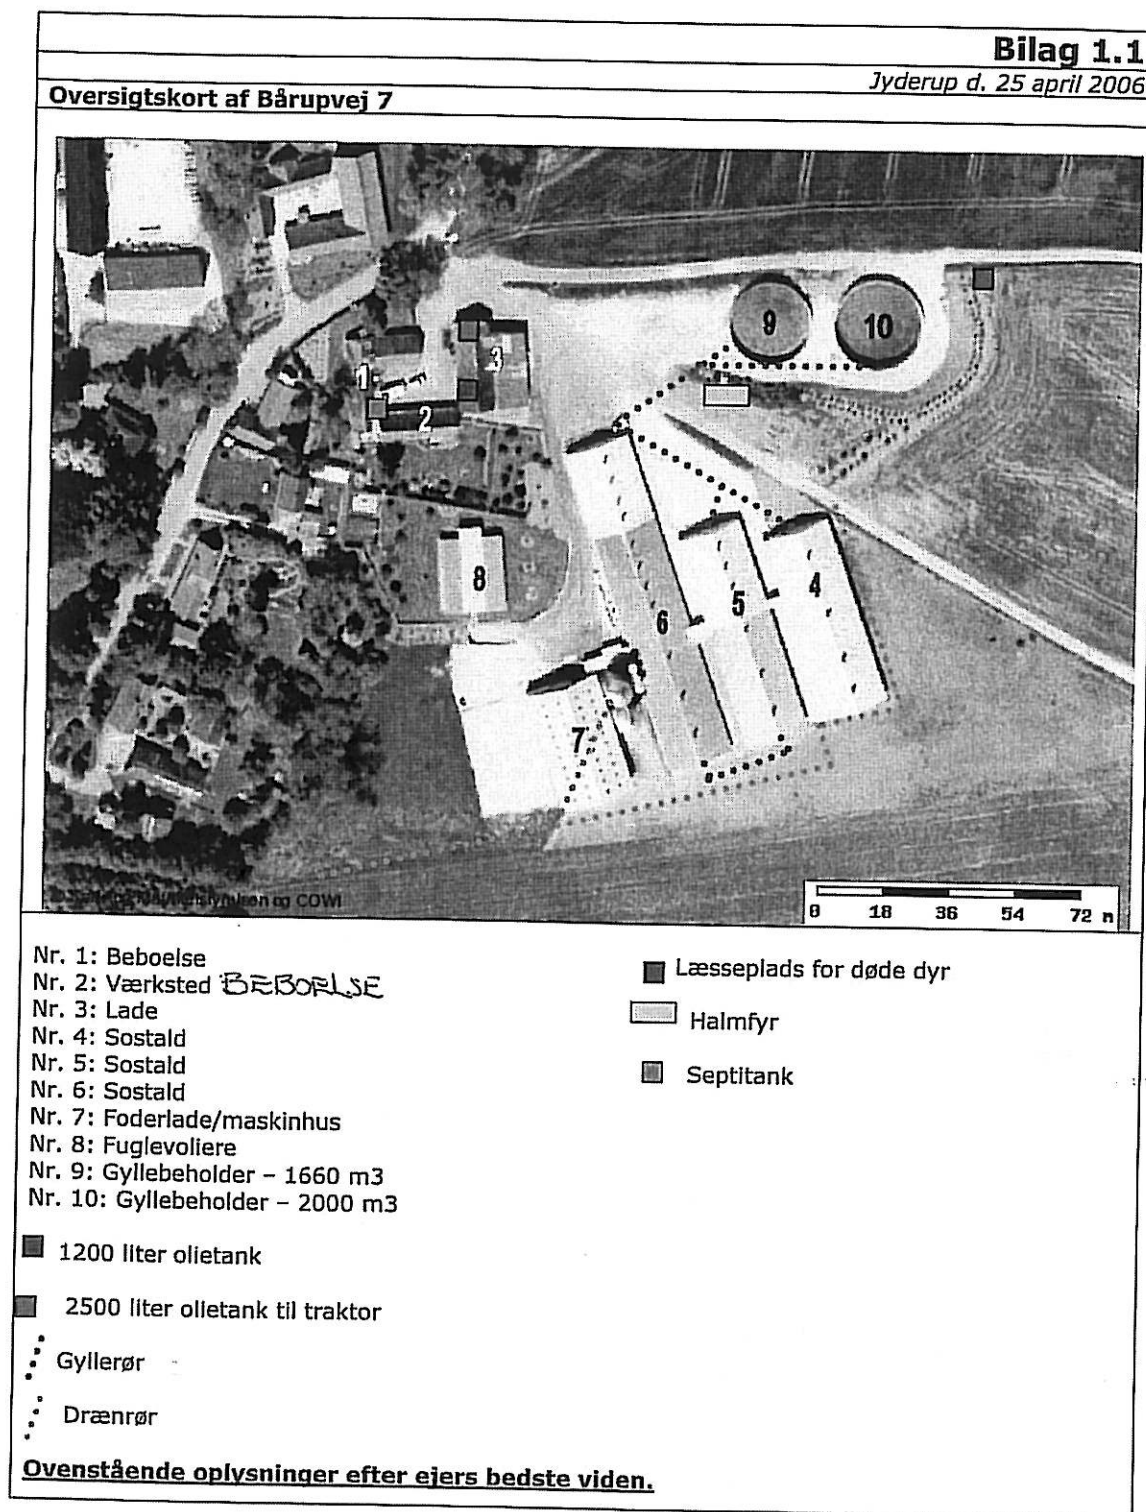 Bilag 1.1
Jyderup d. 25 april 2006
Oversigtskort af Bårupvej 7
9
10
3
1
2
8
6
5
4
7
og COWI
0 18 36 54 72 m
Nr. 1: Beboelse
Nr. 2: Værksted BEBOELSE
Nr. 3: Lade
Nr. 4: Sostald
Nr. 5: Sostald
Nr. 6: Sostald
Nr. 7: Foderlade/maskinhus
Nr. 8: Fuglevoliere
Nr. 9: Gyllebeholder – 1660 m3
Nr. 10: Gyllebeholder – 2000 m3
Læsseplads for døde dyr
Halmfyr
Septitank
1200 liter olietank
2500 liter olietank til traktor
Gyllerør
Drænrør
Ovenstående oplysninger efter ejers bedste viden.